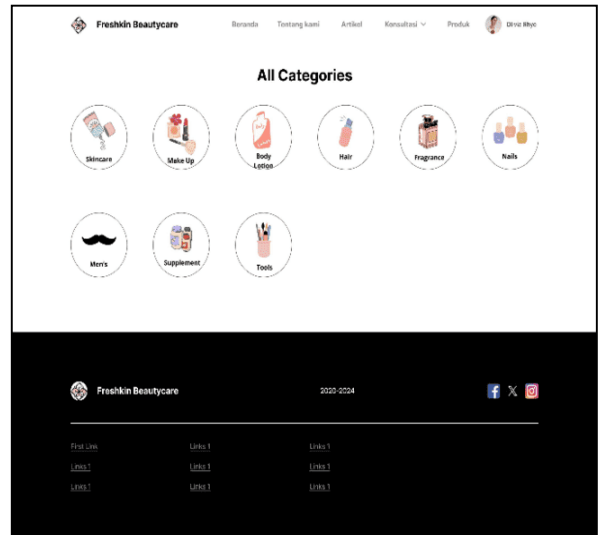 Freshkin Beautycare
Beranda Tentang kami Artikel Konsultasi Produk Olivia Rhye
All Categories
Skincare
Make Up
Body
Lotion
Hair
Fragrance
Nails
Men's
Supplement
Tools
Freshkin Beautycare
2020-2024
First Link Links 1 Links 1
Links 1 Links 1 Links 1
Links 1 Links 1 Links 1